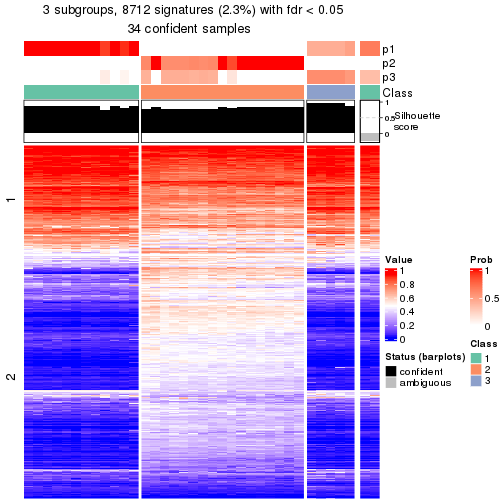 3 subgroups, 8712 signatures (2.3%) with fdr < 0.05
34 confident samples
p1
p2
p3
Class
1
0.5
0
Silhouette
score
1
2
Value
1
0.8
0.6
0.4
0.2
0
Status (barplots)
confident
ambiguous
Prob
1
0.5
0
Class
1
2
3